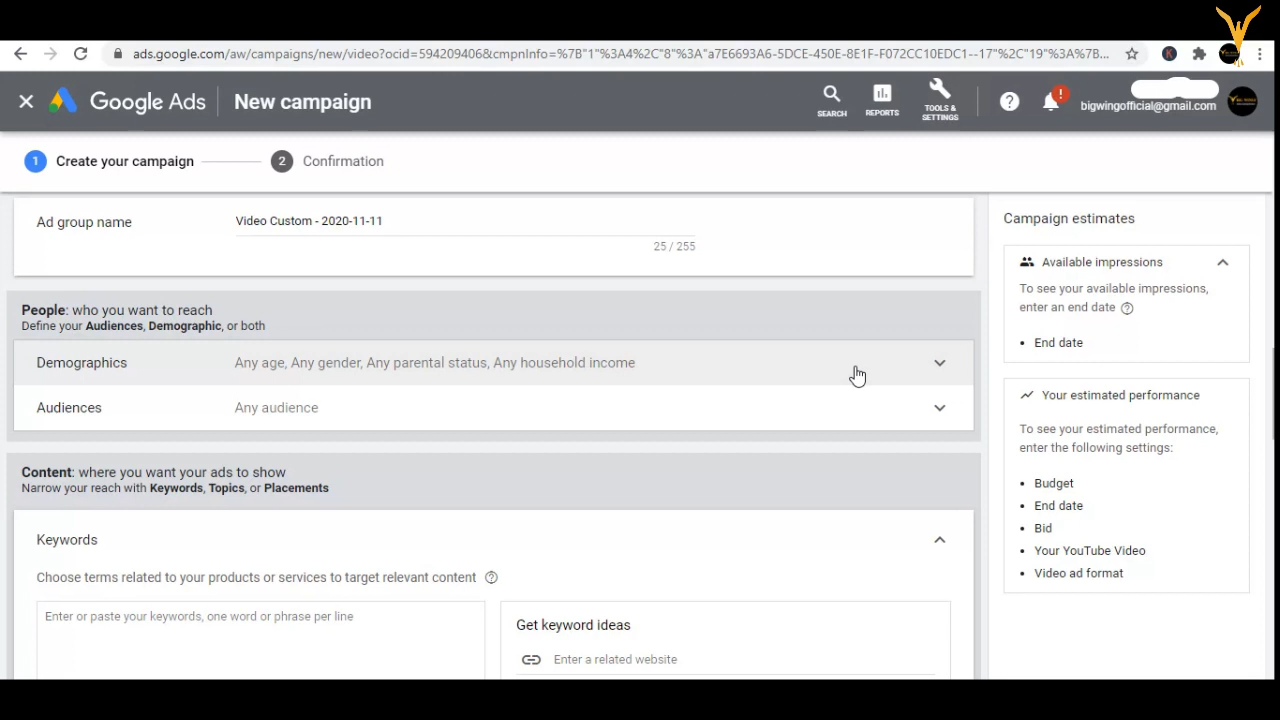 ads.google.com/aw/campaigns/new/video?ocid=594209406&cmpnInfo=%7B"1"%3A4%2C"8"%3A"a7E6693A6-5DCE-450E-8E1F-F072CC10EDC1--17"%2C"19"%3A%7B...
K
Google Ads
New campaign
SEARCH
REPORTS
TOOLS & SETTINGS
?
!
bigwingofficial@gmail.com
1 Create your campaign
2 Confirmation
Ad group name
Video Custom - 2020-11-11
25 / 255
People: who you want to reach
Define your Audiences, Demographic, or both
Demographics
Any age, Any gender, Any parental status, Any household income
Audiences
Any audience
Content: where you want your ads to show
Narrow your reach with Keywords, Topics, or Placements
Keywords
Choose terms related to your products or services to target relevant content ?
Enter or paste your keywords, one word or phrase per line
Get keyword ideas
Enter a related website
Campaign estimates
Available impressions
To see your available impressions,
enter an end date ?
• End date
Your estimated performance
To see your estimated performance,
enter the following settings:
• Budget
• End date
• Bid
• Your YouTube Video
• Video ad format